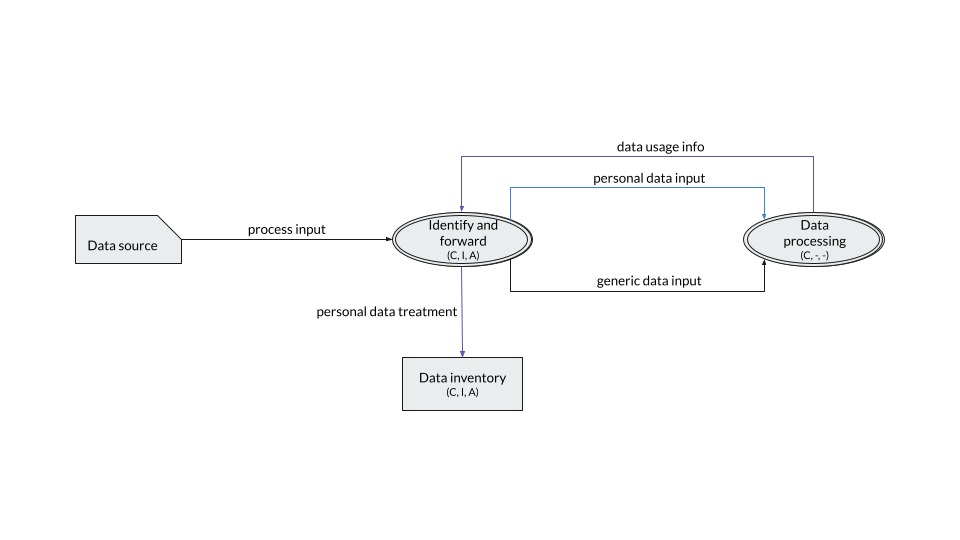 data usage info
personal data input
Data source
process input
Identify and
forward
(C, I, A)
Data
processing
(C, -, -)
generic data input
personal data treatment
Data inventory
(C, I, A)